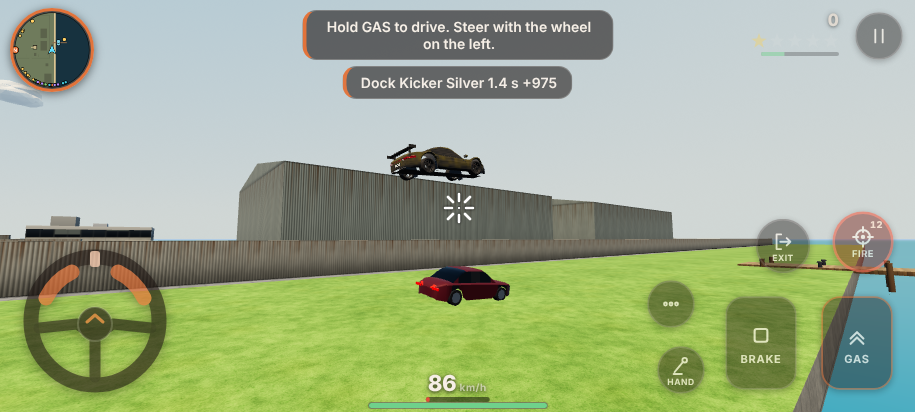 Hold GAS to drive. Steer with the wheel
on the left.
0
Dock Kicker Silver 1.4 s +975
12
FIRE
EXIT
BRAKE
GAS
HAND
86 km/h